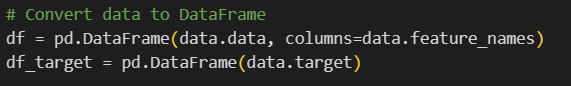 # Convert data to DataFrame
df = pd.DataFrame(data.data, columns=data.feature_names)
df_target = pd.DataFrame(data.target)